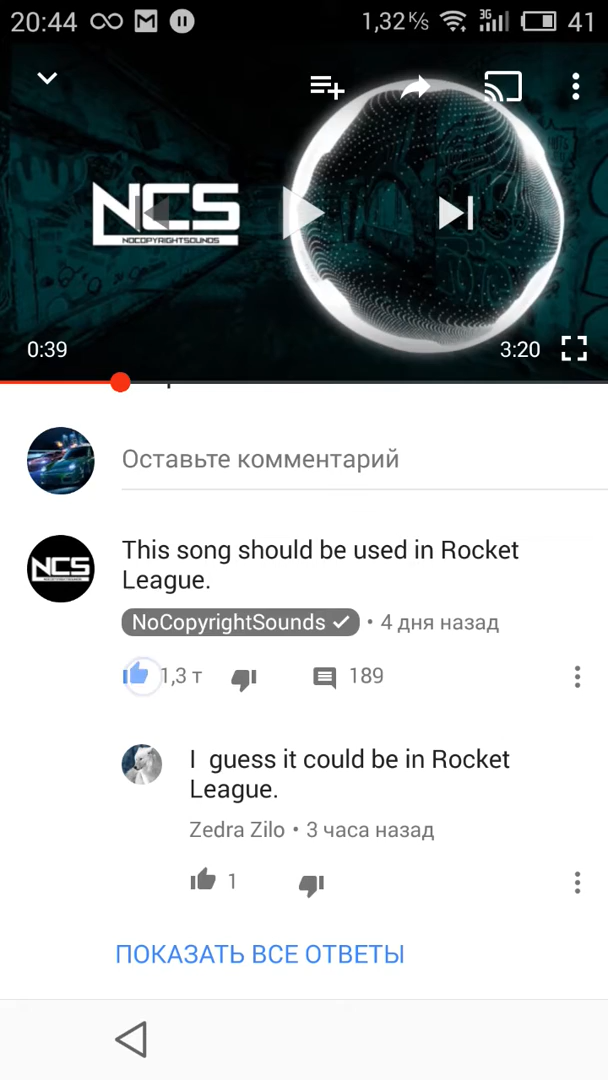 20:44
1,32 K/s
3G
41
NCS
NOCOPYRIGHTSOUNDS
0:39
3:20
Оставьте комментарий
NCS
This song should be used in Rocket
League.
NoCopyrightSounds • 4 дня назад
1,3 т
189
I guess it could be in Rocket
League.
Zedra Zilo • 3 часа назад
1
ПОКАЗАТЬ ВСЕ ОТВЕТЫ